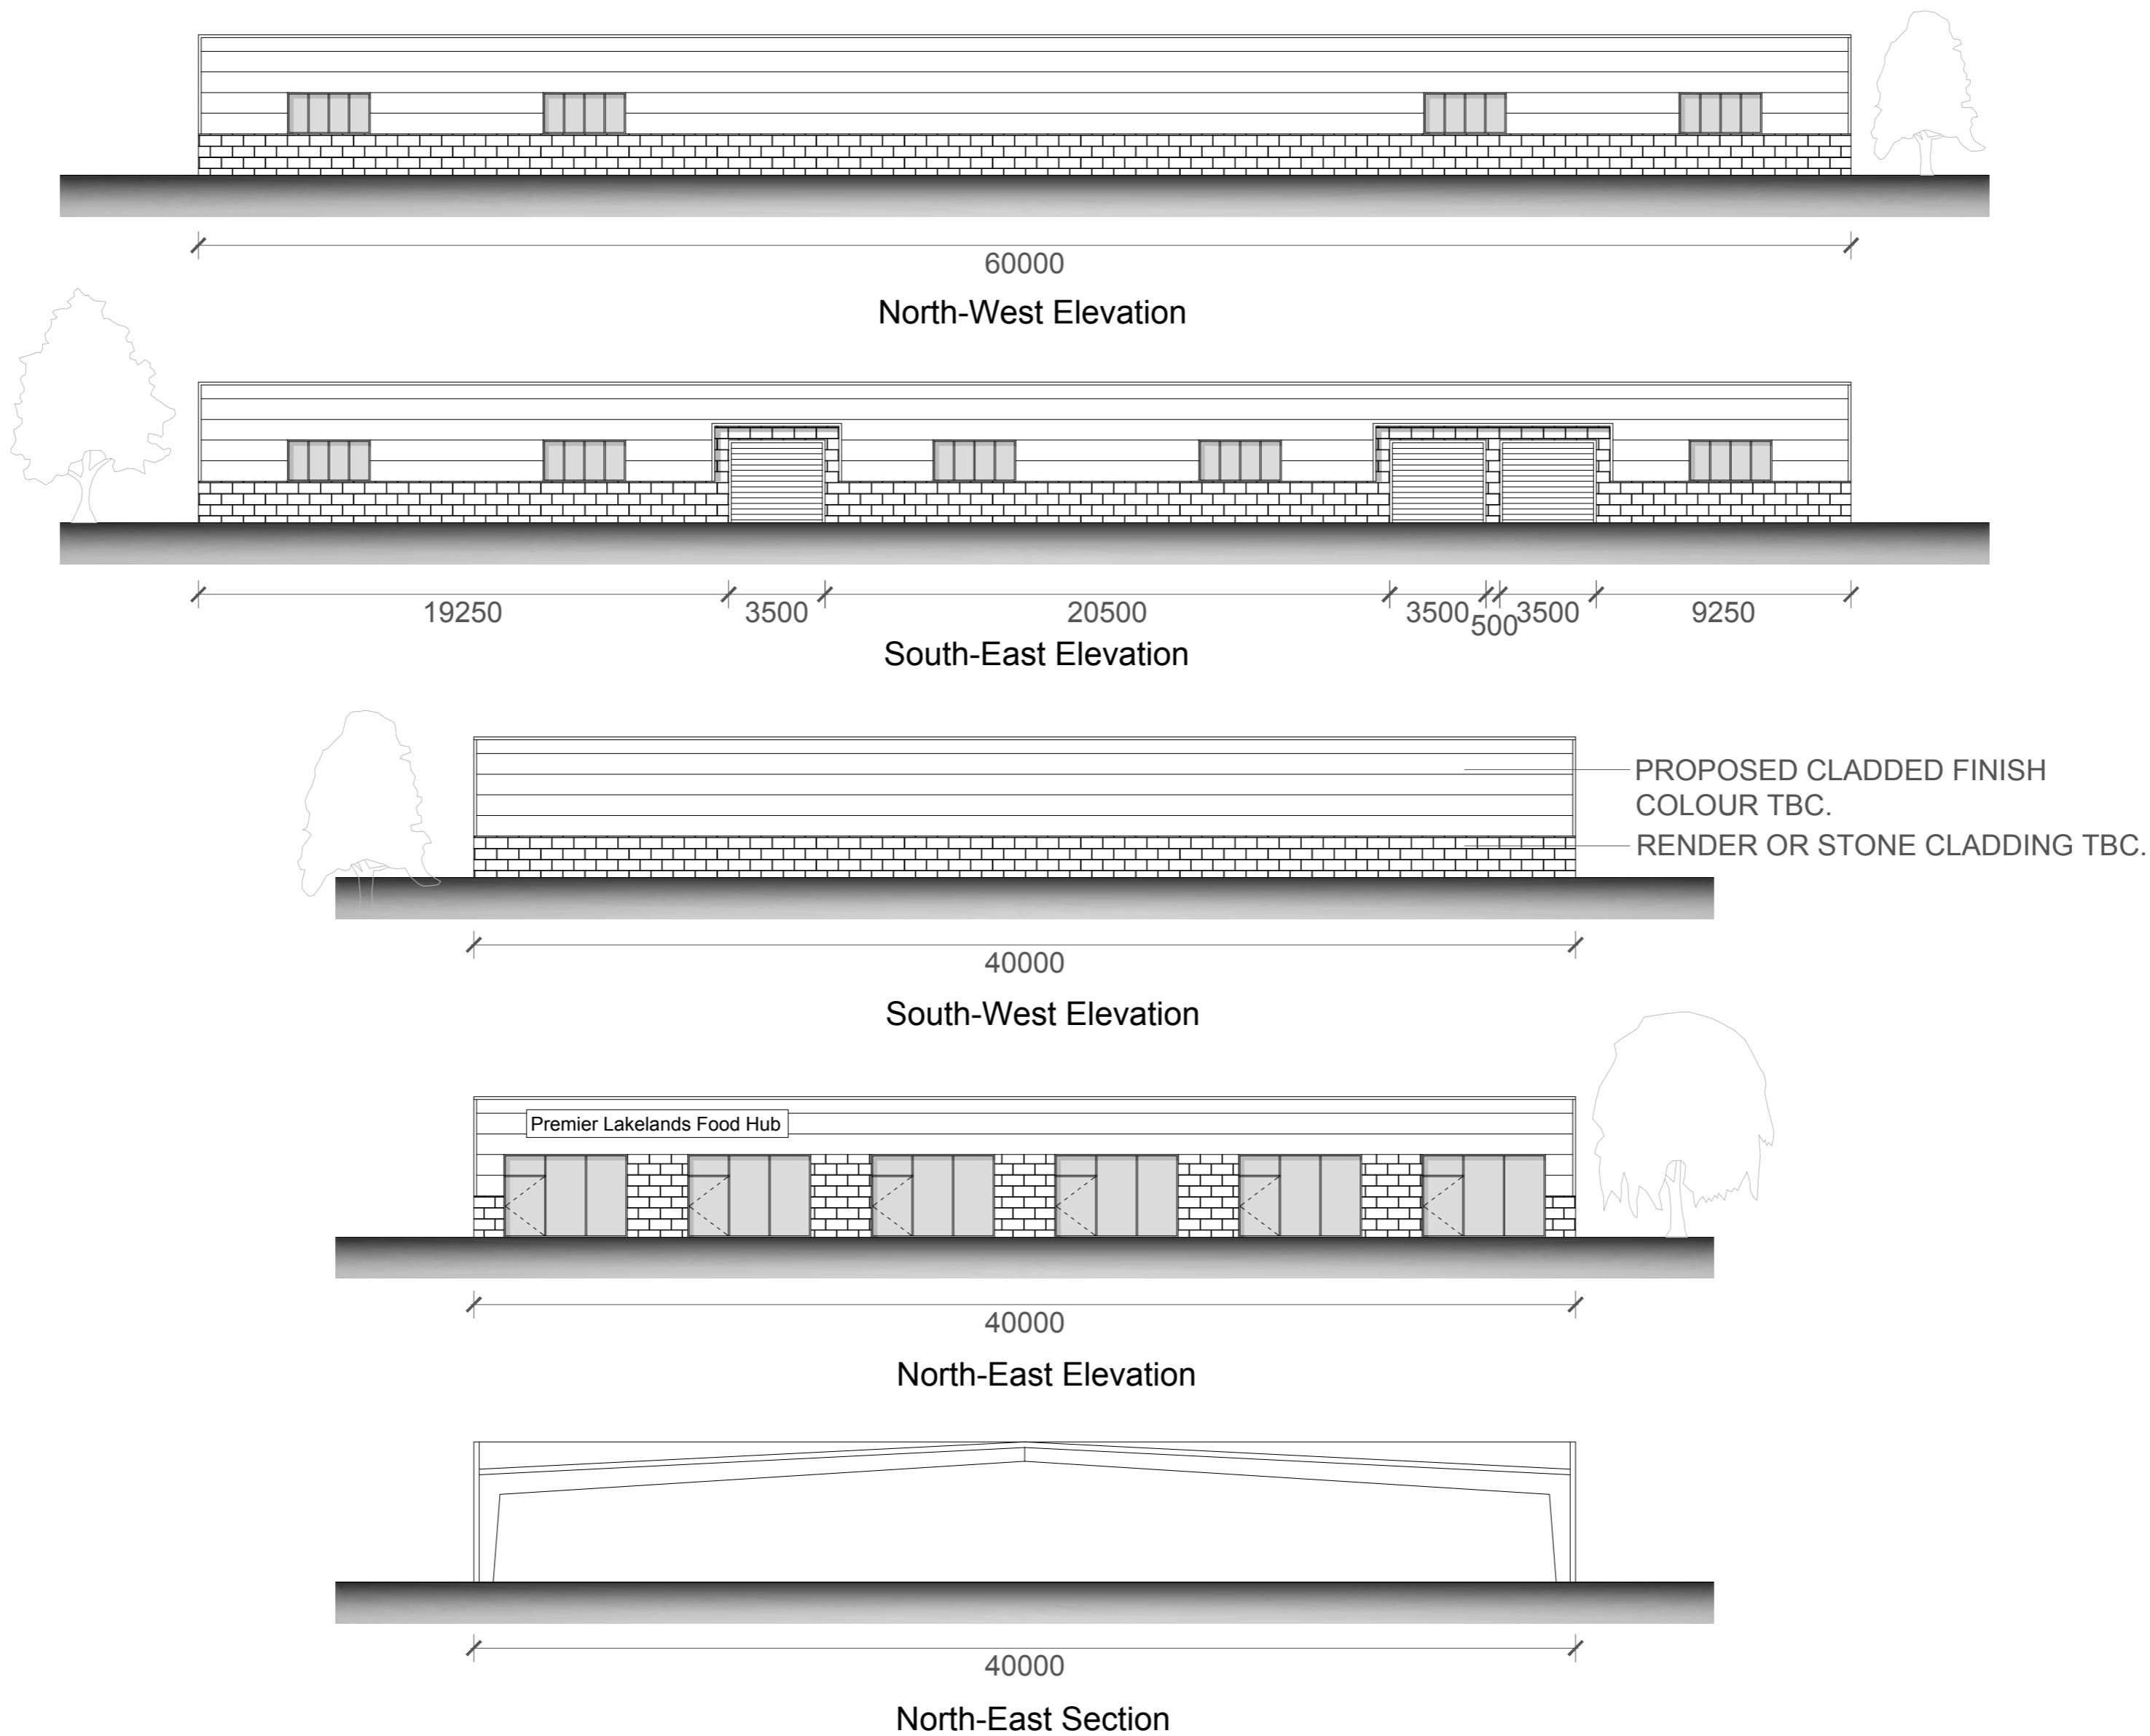 60000
North-West Elevation
19250 3500 20500 3500 500 3500 9250
South-East Elevation
PROPOSED CLADDED FINISH
COLOUR TBC.
RENDER OR STONE CLADDING TBC.
40000
South-West Elevation
Premier Lakelands Food Hub
40000
North-East Elevation
40000
North-East Section